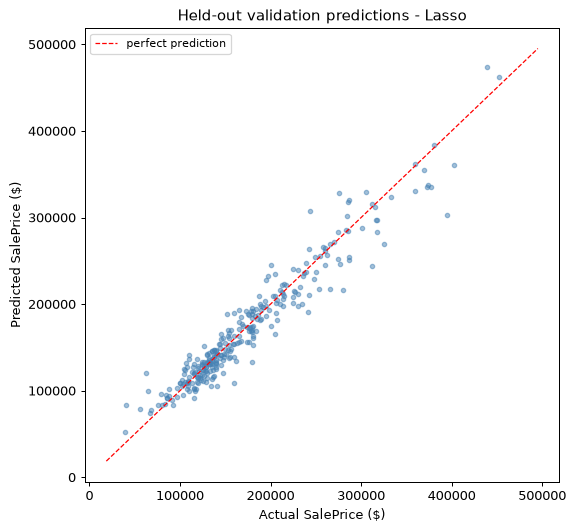 Held-out validation predictions - Lasso
perfect prediction
500000
400000
300000
200000
100000
0
Predicted SalePrice ($)
0 100000 200000 300000 400000 500000
Actual SalePrice ($)